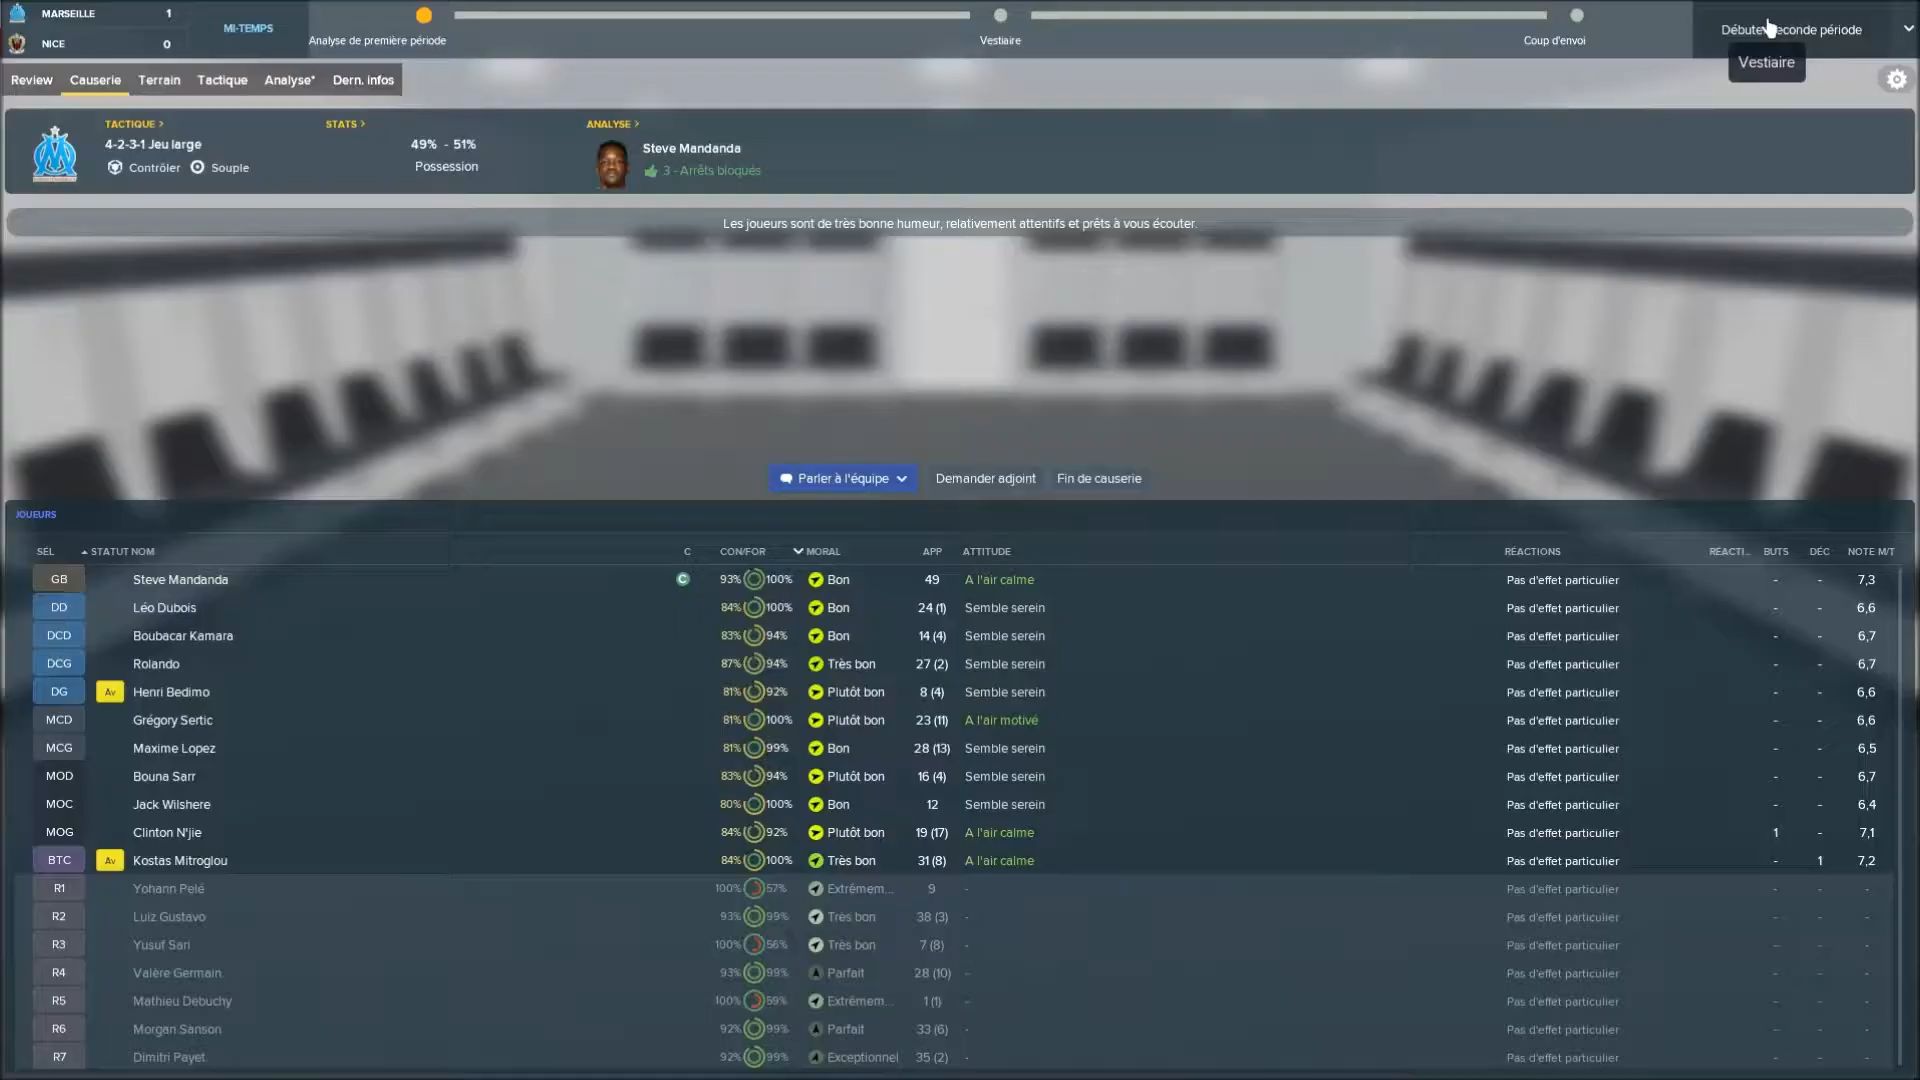 MARSEILLE 1
NICE 0
MI-TEMPS
Analyse de première période
Vestiaire
Coup d'envoi
Débute seconde période
Vestiaire
Review Causerie Terrain Tactique Analyse* Dern. infos
TACTIQUE >
4-2-3-1 Jeu large
Contrôler Souple
STATS >
49% - 51%
Possession
ANALYSE >
Steve Mandanda
3 - Arrêts bloqués
Les joueurs sont de très bonne humeur, relativement attentifs et prêts à vous écouter.
Parler à l'équipe Demander adjoint Fin de causerie
JOUEURS
SÉL STATUT NOM C CON/FOR MORAL APP ATTITUDE RÉACTIONS RÉACTI... BUTS DÉC NOTE M/T
GB Steve Mandanda C 93% 100% Bon 49 A l'air calme Pas d'effet particulier - - 7,3
DD Léo Dubois 84% 100% Bon 24 (1) Semble serein Pas d'effet particulier - - 6,6
DCD Boubacar Kamara 83% 94% Bon 14 (4) Semble serein Pas d'effet particulier - - 6,7
DCG Rolando 87% 94% Très bon 27 (2) Semble serein Pas d'effet particulier - - 6,7
DG Av Henri Bedimo 81% 92% Plutôt bon 8 (4) Semble serein Pas d'effet particulier - - 6,6
MCD Grégory Sertic 81% 100% Plutôt bon 23 (11) A l'air motivé Pas d'effet particulier - - 6,6
MCG Maxime Lopez 81% 99% Bon 28 (13) Semble serein Pas d'effet particulier - - 6,5
MOD Bouna Sarr 83% 94% Plutôt bon 16 (4) Semble serein Pas d'effet particulier - - 6,7
MOC Jack Wilshere 80% 100% Bon 12 Semble serein Pas d'effet particulier - - 6,4
MOG Clinton N'jie 84% 92% Plutôt bon 19 (17) A l'air calme Pas d'effet particulier 1 - 7,1
BTC Av Kostas Mitroglou 84% 100% Très bon 31 (8) A l'air calme Pas d'effet particulier - 1 7,2
R1 Yohann Pelé 100% 57% Extrêmem... 9 - Pas d'effet particulier - - -
R2 Luiz Gustavo 93% 99% Très bon 38 (3) - Pas d'effet particulier - - -
R3 Yusuf Sari 100% 56% Très bon 7 (8) - Pas d'effet particulier - - -
R4 Valère Germain 93% 99% Parfait 28 (10) - Pas d'effet particulier - - -
R5 Mathieu Debuchy 100% 59% Extrêmem... 1 (1) - Pas d'effet particulier - - -
R6 Morgan Sanson 92% 99% Parfait 33 (6) - Pas d'effet particulier - - -
R7 Dimitri Payet 92% 99% Exceptionnel 35 (2) - Pas d'effet particulier - - -